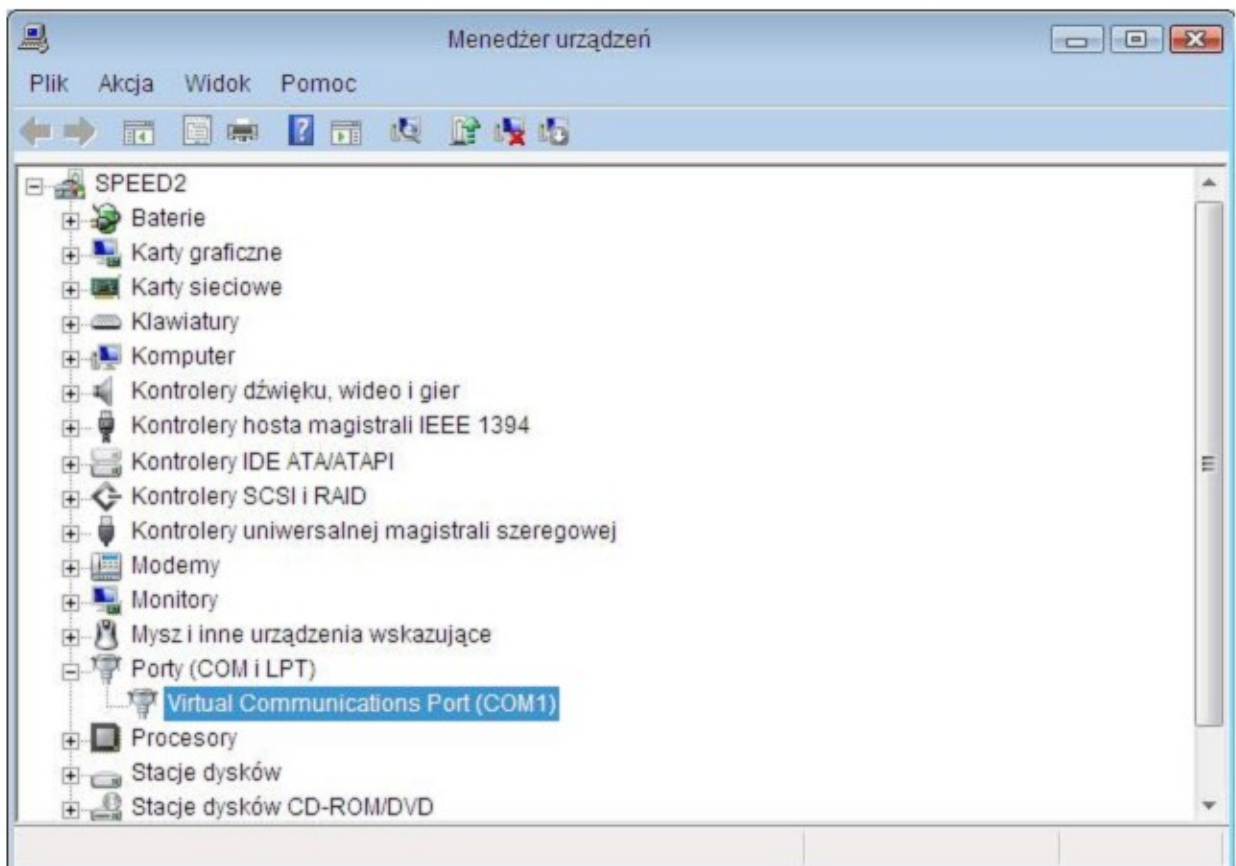 Menedżer urządzeń
Plik Akcja Widok Pomoc
SPEED2
Baterie
Karty graficzne
Karty sieciowe
Klawiatury
Komputer
Kontrolery dźwięku, wideo i gier
Kontrolery hosta magistrali IEEE 1394
Kontrolery IDE ATA/ATAPI
Kontrolery SCSI i RAID
Kontrolery uniwersalnej magistrali szeregowej
Modemy
Monitory
Mysz i inne urządzenia wskazujące
Porty (COM i LPT)
Virtual Communications Port (COM1)
Procesory
Stacje dysków
Stacje dysków CD-ROM/DVD